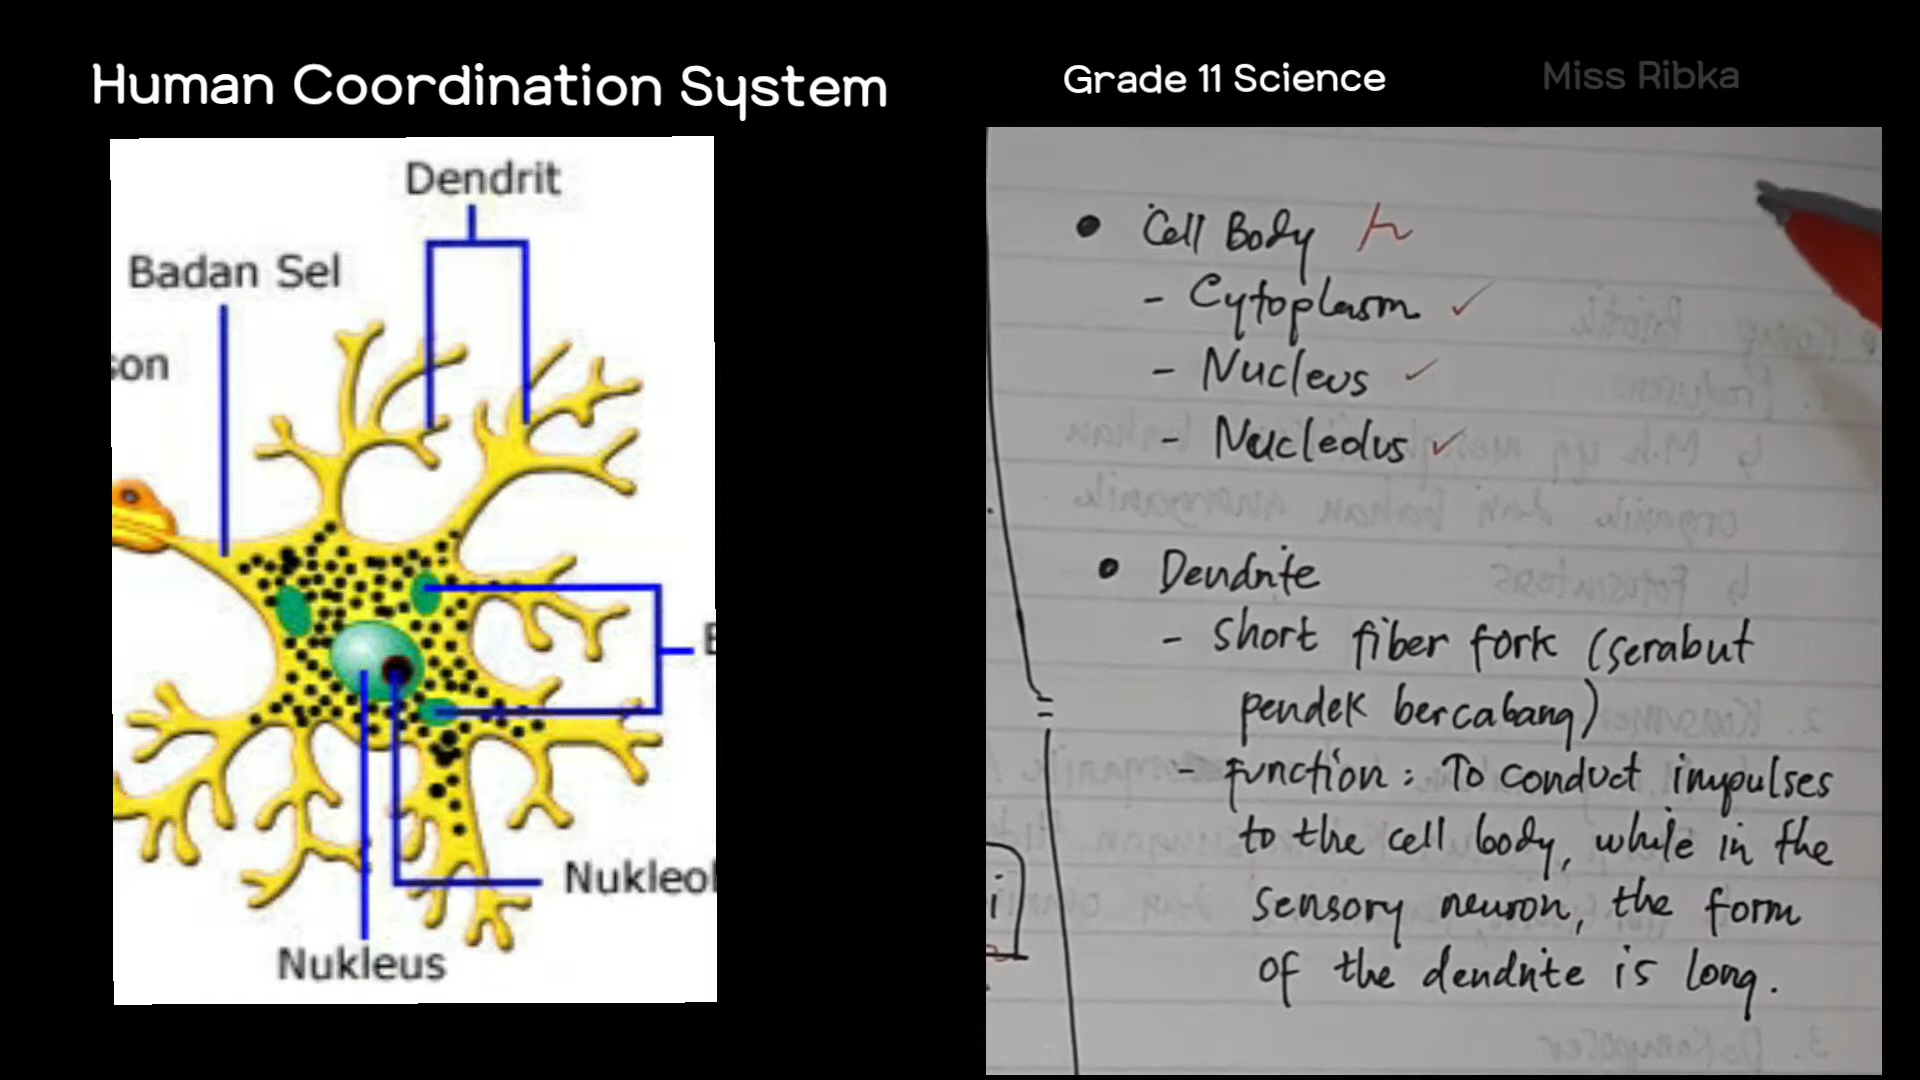 Human Coordination System
Grade 11 Science
Miss Ribka
Dendrit
Badan Sel
son
Nukleol
Nukleus
• Cell Body
- Cytoplasm ✓
- Nucleus ✓
- Nucleolus ✓
• Dendrite
- short fiber fork (serabut
pendek bercabang)
- function : To conduct impulses
to the cell body, while in the
sensory neuron, the form
of the dendrite is long.